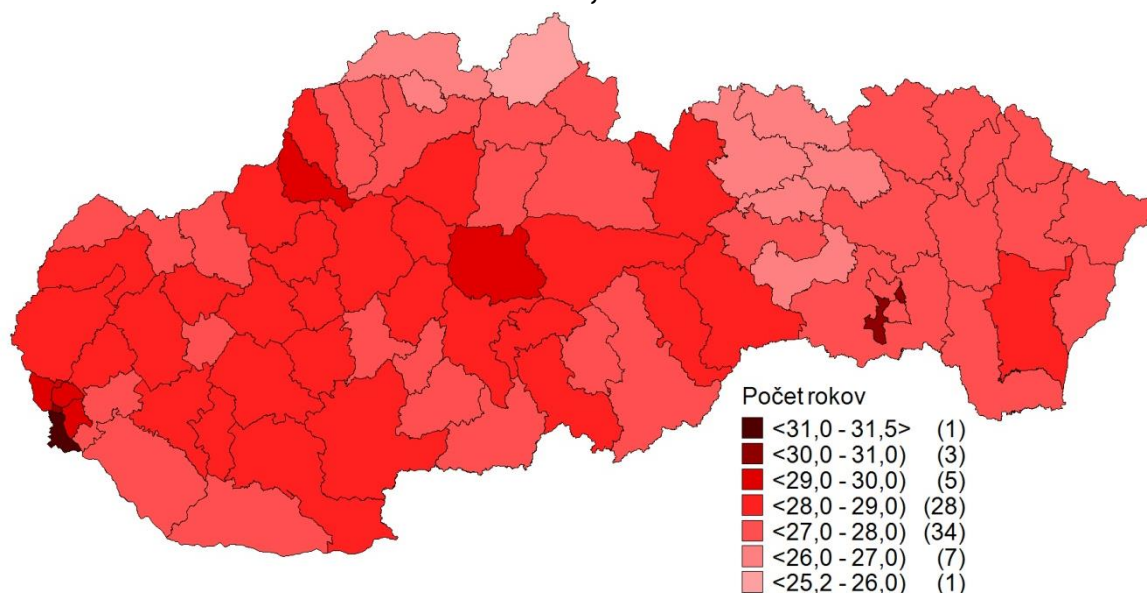 Počet rokov
<31,0 - 31,5> (1)
<30,0 - 31,0) (3)
<29,0 - 30,0) (5)
<28,0 - 29,0) (28)
<27,0 - 28,0) (34)
<26,0 - 27,0) (7)
<25,2 - 26,0) (1)